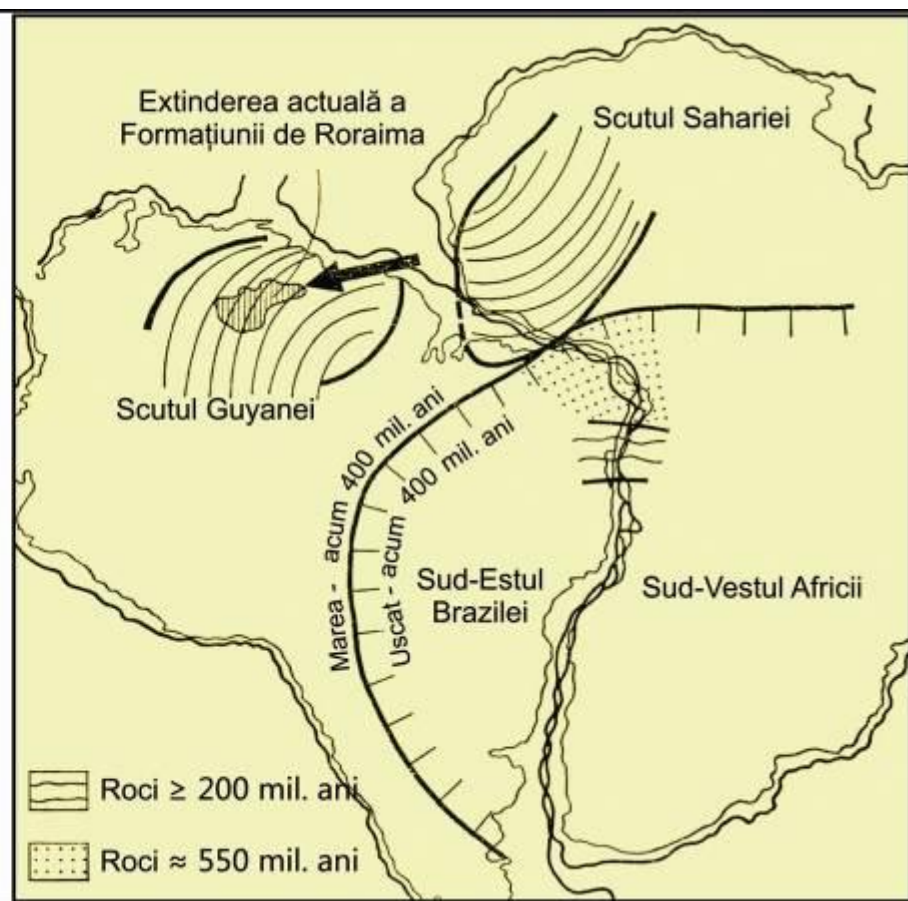 Extinderea actuală a
Formațiunii de Roraima
Scutul Sahariei
Scutul Guyanei
Marea - acum 400 mil. ani
Uscat - acum 400 mil. ani
Sud-Estul
Brazilei
Sud-Vestul Africii
Roci ≥ 200 mil. ani
Roci ≈ 550 mil. ani